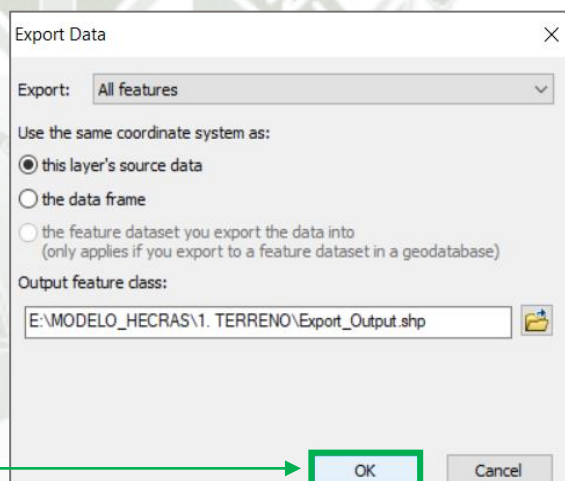 Export Data
Export: All features
Use the same coordinate system as:
this layer's source data
the data frame
the feature dataset you export the data into
(only applies if you export to a feature dataset in a geodatabase)
Output feature class:
E:\MODELO_HECRAS\1. TERRENO\Export_Output.shp
OK Cancel